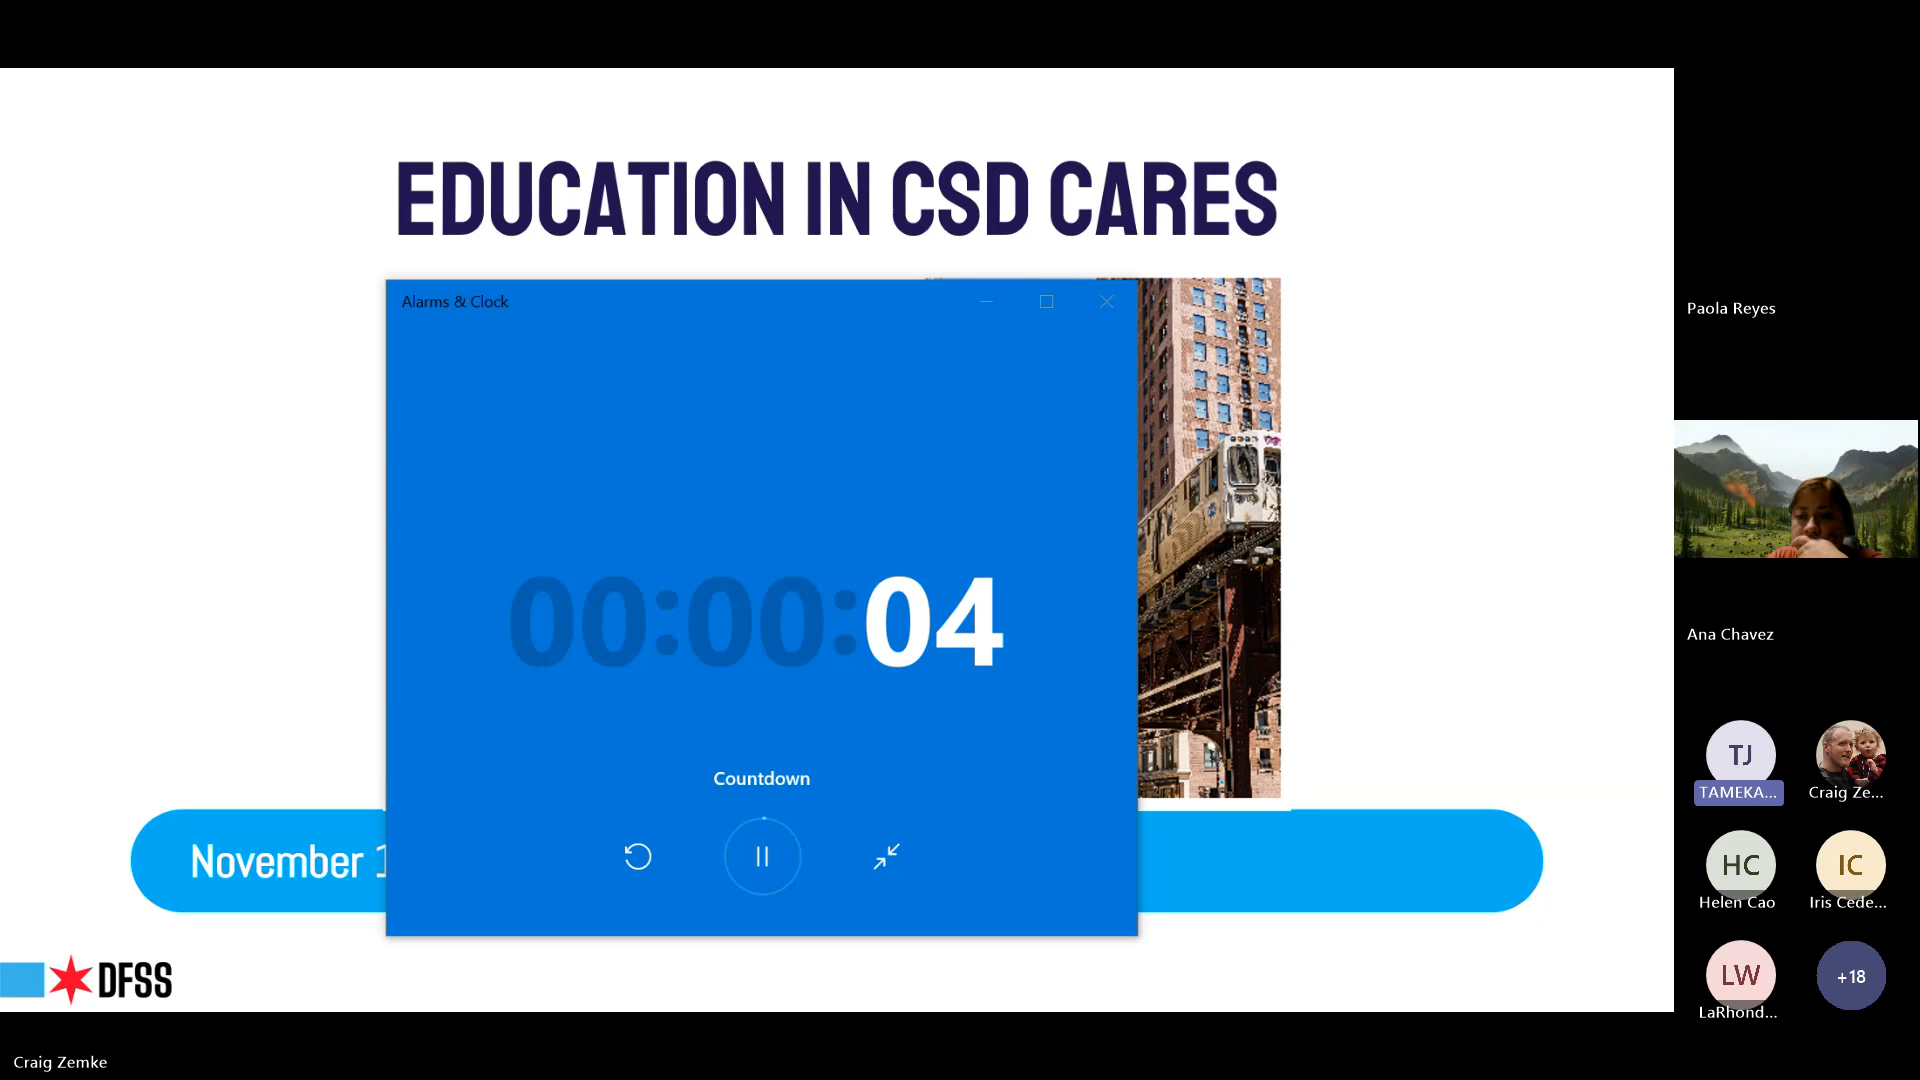 EDUCATION IN CSD CARES
Alarms & Clock
00:00:04
Countdown
November 1
DFSS
Paola Reyes
Ana Chavez
TJ
TAMEKA...
Craig Ze...
HC
Helen Cao
IC
Iris Cede...
LW
LaRhond...
+18
Craig Zemke